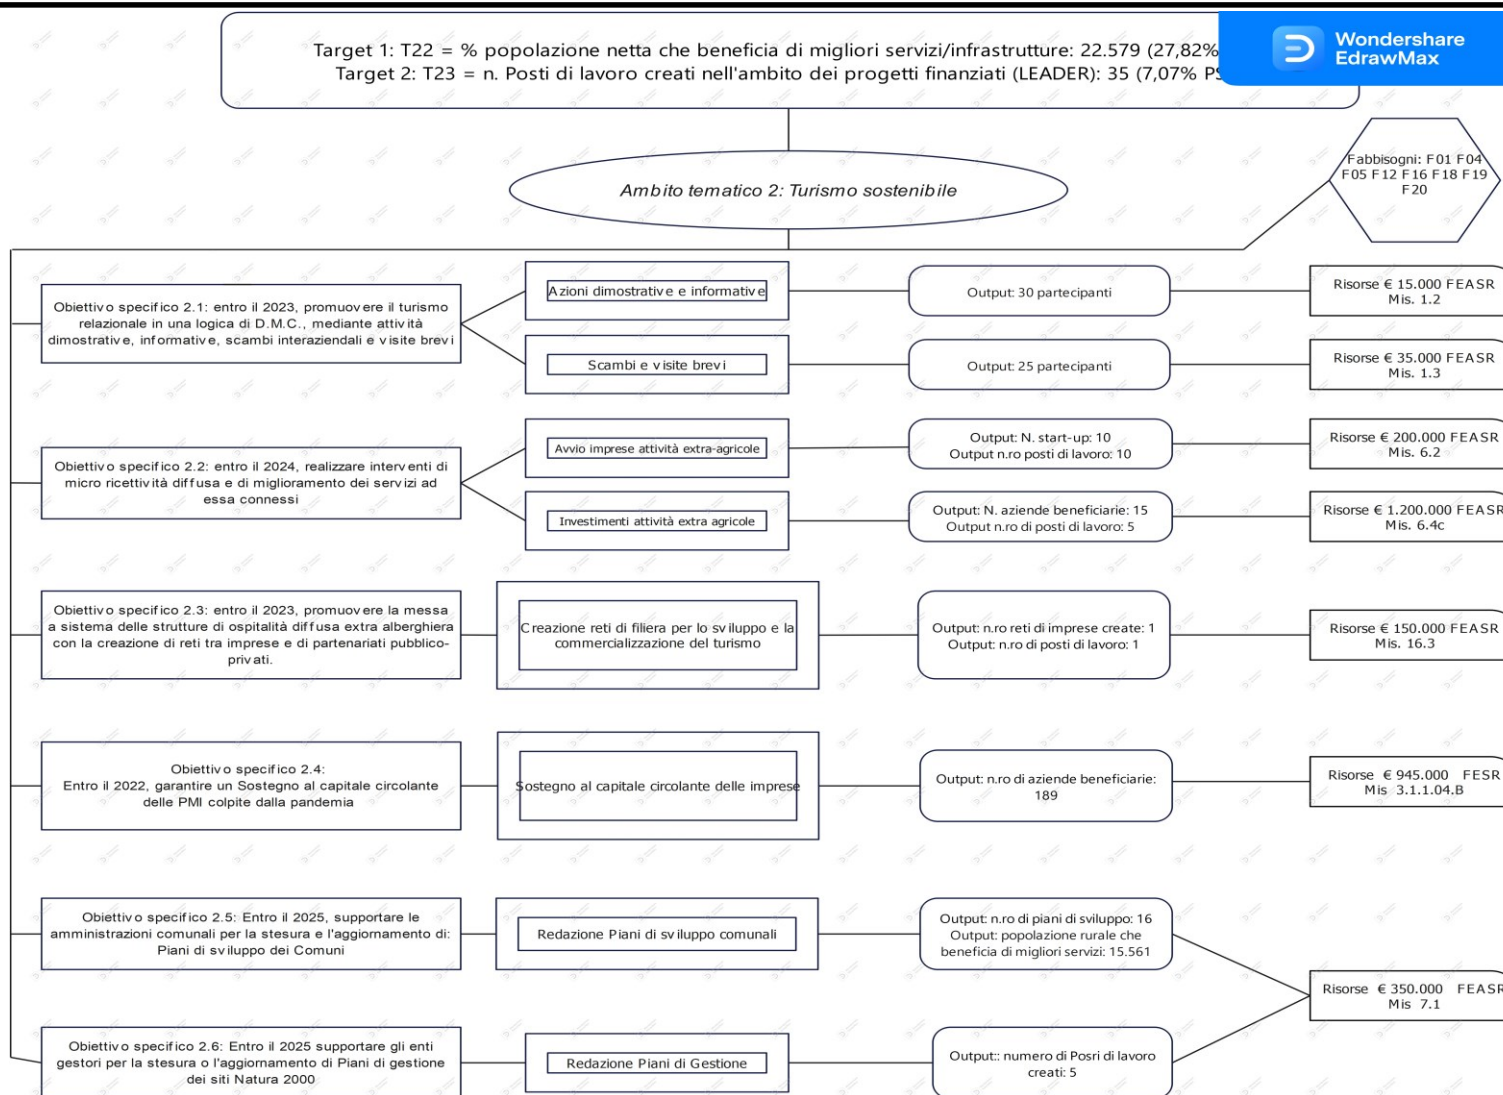 Target 1: T22 = % popolazione netta che beneficia di migliori servizi/infrastrutture: 22.579 (27,82%
Target 2: T23 = n. Posti di lavoro creati nell'ambito dei progetti finanziati (LEADER): 35 (7,07% PS
Wondershare
EdrawMax
Ambito tematico 2: Turismo sostenibile
Fabbisogni: F01 F04
F05 F12 F16 F18 F19
F20
Obiettivo specifico 2.1: entro il 2023, promuovere il turismo
relazionale in una logica di D.M.C., mediante attività
dimostrative, informative, scambi interaziendali e visite brevi
Azioni dimostrative e informative
Output: 30 partecipanti
Risorse € 15.000 FEASR
Mis. 1.2
Scambi e visite brevi
Output: 25 partecipanti
Risorse € 35.000 FEASR
Mis. 1.3
Obiettivo specifico 2.2: entro il 2024, realizzare interventi di
micro ricettività diffusa e di miglioramento dei servizi ad
essa connessi
Avvio imprese attività extra-agricole
Output: N. start-up: 10
Output n.ro posti di lavoro: 10
Risorse € 200.000 FEASR
Mis. 6.2
Investimenti attività extra agricole
Output: N. aziende beneficiarie: 15
Output n.ro di posti di lavoro: 5
Risorse € 1.200.000 FEASR
Mis. 6.4c
Obiettivo specifico 2.3: entro il 2023, promuovere la messa
a sistema delle strutture di ospitalità diffusa extra alberghiera
con la creazione di reti tra imprese e di partenariati pubblico-
privati.
Creazione reti di filiera per lo sviluppo e la
commercializzazione del turismo
Output: n.ro reti di imprese create: 1
Output: n.ro di posti di lavoro: 1
Risorse € 150.000 FEASR
Mis. 16.3
Obiettivo specifico 2.4:
Entro il 2022, garantire un Sostegno al capitale circolante
delle PMI colpite dalla pandemia
Sostegno al capitale circolante delle imprese
Output: n.ro di aziende beneficiarie:
189
Risorse € 945.000 FESR
Mis 3.1.1.04.B
Obiettivo specifico 2.5: Entro il 2025, supportare le
amministrazioni comunali per la stesura e l'aggiornamento di:
Piani di sviluppo dei Comuni
Redazione Piani di sviluppo comunali
Output: n.ro di piani di sviluppo: 16
Output: popolazione rurale che
beneficia di migliori servizi: 15.561
Risorse € 350.000 FEASR
Mis 7.1
Obiettivo specifico 2.6: Entro il 2025 supportare gli enti
gestori per la stesura o l'aggiornamento di Piani di gestione
dei siti Natura 2000
Redazione Piani di Gestione
Output:: numero di Posri di lavoro
creati: 5